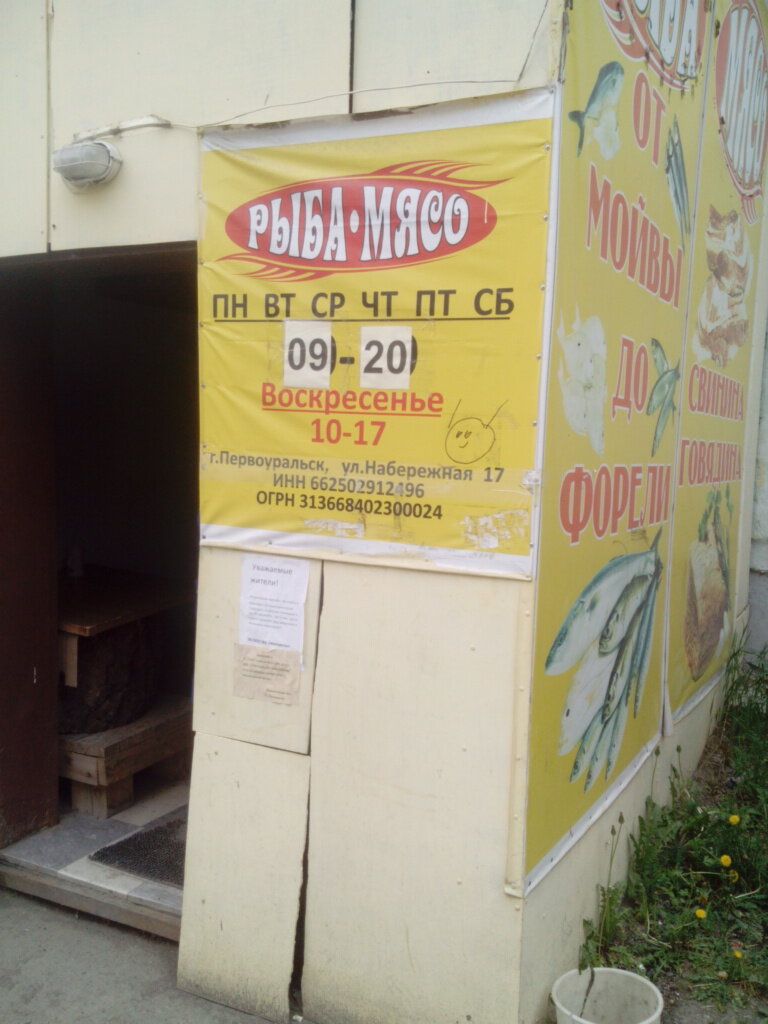 РЫБА•МЯСО
ПН ВТ СР ЧТ ПТ СБ
09 - 20
Воскресенье
10-17
г.Первоуральск, ул.Набережная 17
ИНН 662502912496
ОГРН 313668402300024
Уважаемые
жители!
ОТ
МОЙВЫ
ДО
ФОРЕЛИ
МЯСО
СВИНИНА
ГОВЯДИНА